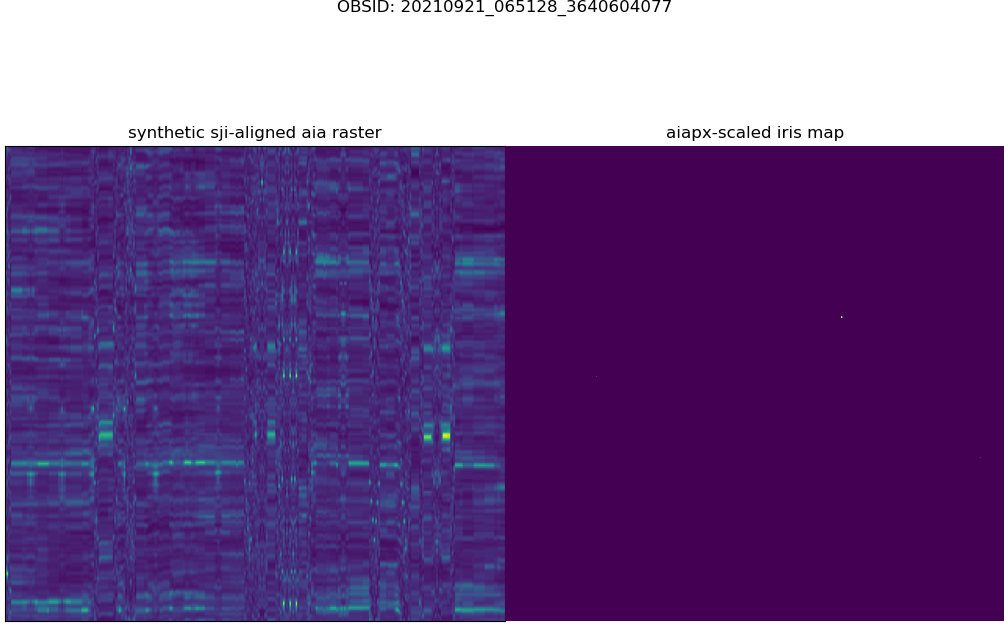 OBSID: 20210921_065128_3640604077
synthetic sji-aligned aia raster
aiapx-scaled iris map